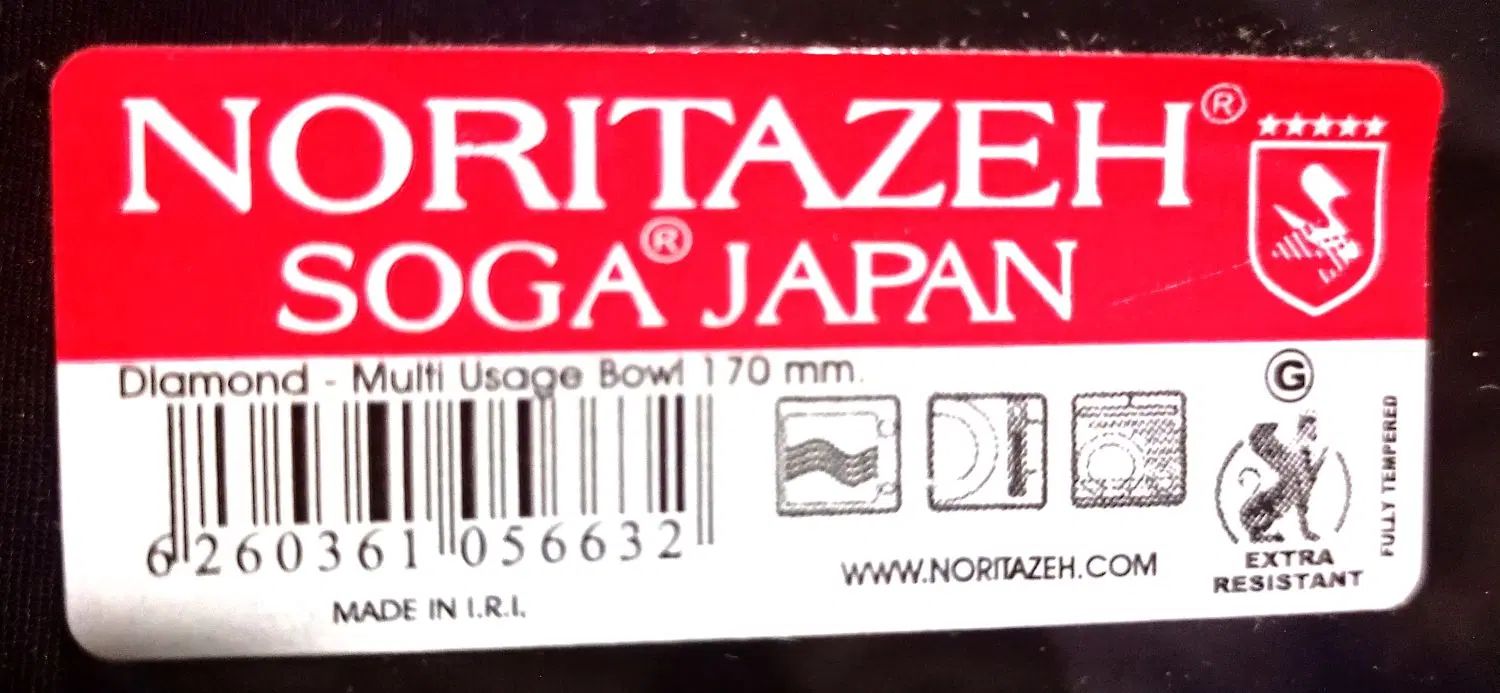 NORITAZEH®
SOGA® JAPAN
Diamond - Multi Usage Bowl 170 mm.
6 260361 056632
MADE IN I.R.I.
WWW.NORITAZEH.COM
G
EXTRA
RESISTANT
FULLY TEMPERED